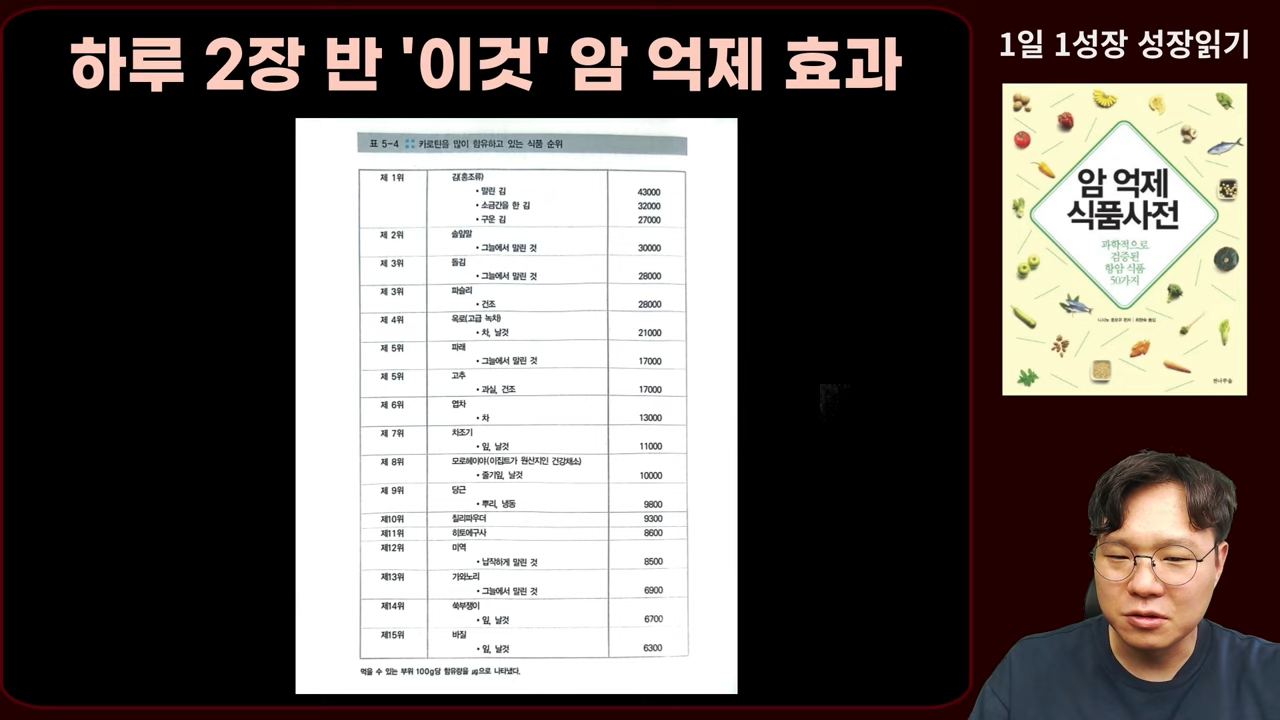 하루 2장 반 '이것' 암 억제 효과
1일 1성장 성장읽기
표 5-4 카로틴을 많이 함유하고 있는 식품 순위
제 1위 김(홍조류)
• 말린 김 43000
• 소금간을 한 김 32000
• 구운 김 27000
제 2위 솔잎말
• 그늘에서 말린 것 30000
제 3위 돌김
• 그늘에서 말린 것 28000
제 3위 파슬리
• 건조 28000
제 4위 옥로(고급 녹차)
• 차, 날것 21000
제 5위 파래
• 그늘에서 말린 것 17000
제 5위 고추
• 과실, 건조 17000
제 6위 엽차
• 차 13000
제 7위 차조기
• 잎, 날것 11000
제 8위 모로헤이야(이집트가 원산지인 건강채소)
• 줄기잎, 날것 10000
제 9위 당근
• 뿌리, 냉동 9800
제10위 칠리파우더 9300
제11위 히토에구사 8600
제12위 미역
• 납작하게 말린 것 8500
제13위 가와노리
• 그늘에서 말린 것 6900
제14위 쑥부쟁이
• 잎, 날것 6700
제15위 바질
• 잎, 날것 6300
먹을 수 있는 부위 100g당 함유량을 ㎍으로 나타냈다.
암 억제
식품사전
과학적으로
검증된
항암 식품
50가지
전나무숲